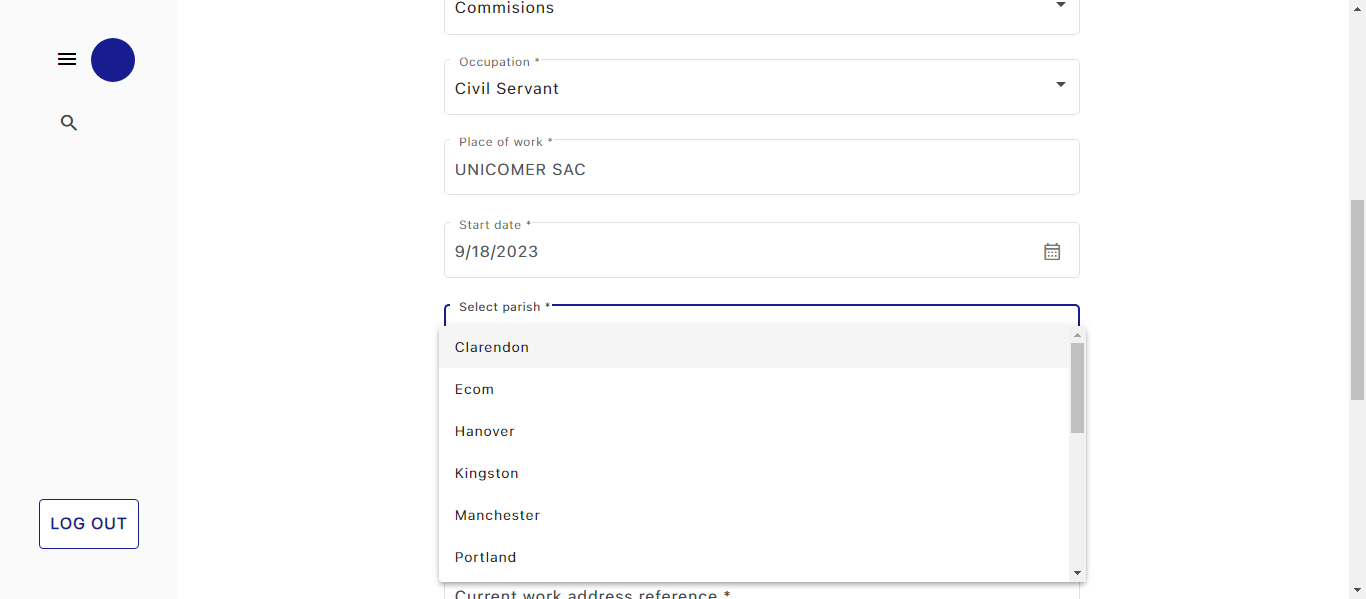 Commisions
Occupation *
Civil Servant
Place of work *
UNICOMER SAC
Start date *
9/18/2023
Select parish *
Clarendon
Ecom
Hanover
Kingston
Manchester
Portland
Current work address reference *
LOG OUT